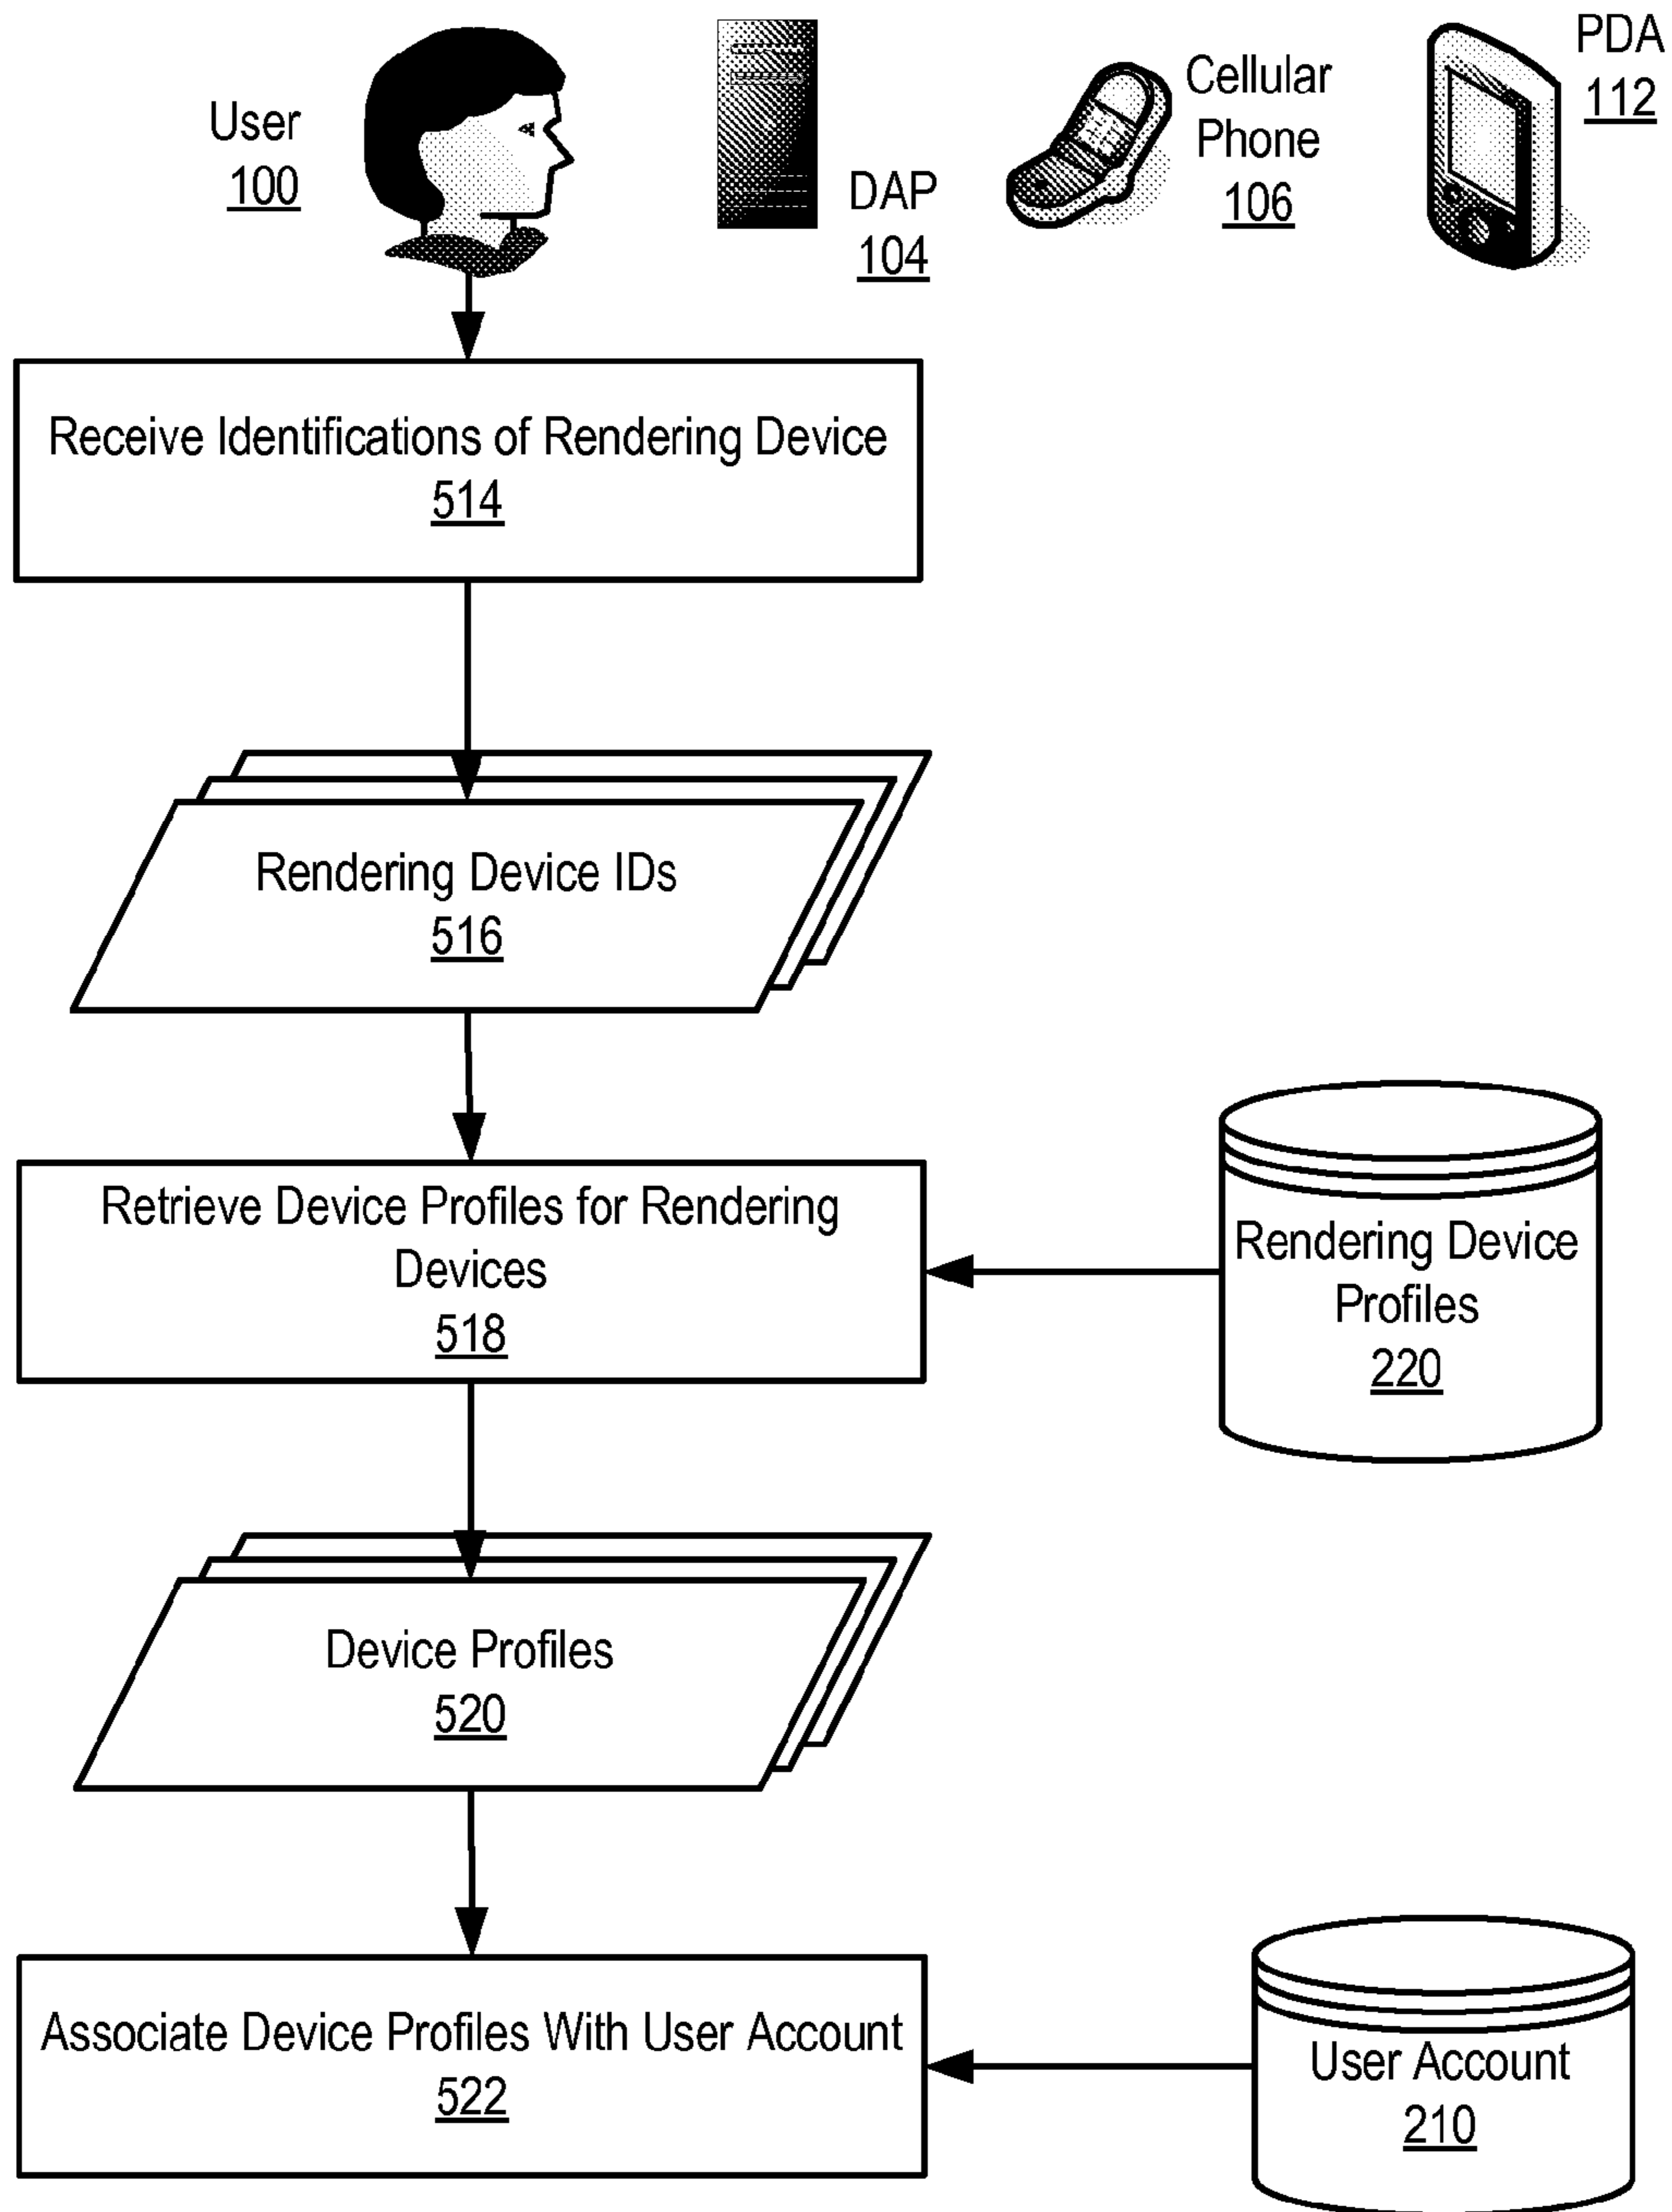 User
100
DAP
104
Cellular
Phone
106
PDA
112
Receive Identifications of Rendering Device
514
Rendering Device IDs
516
Retrieve Device Profiles for Rendering
Devices
518
Rendering Device
Profiles
220
Device Profiles
520
Associate Device Profiles With User Account
522
User Account
210